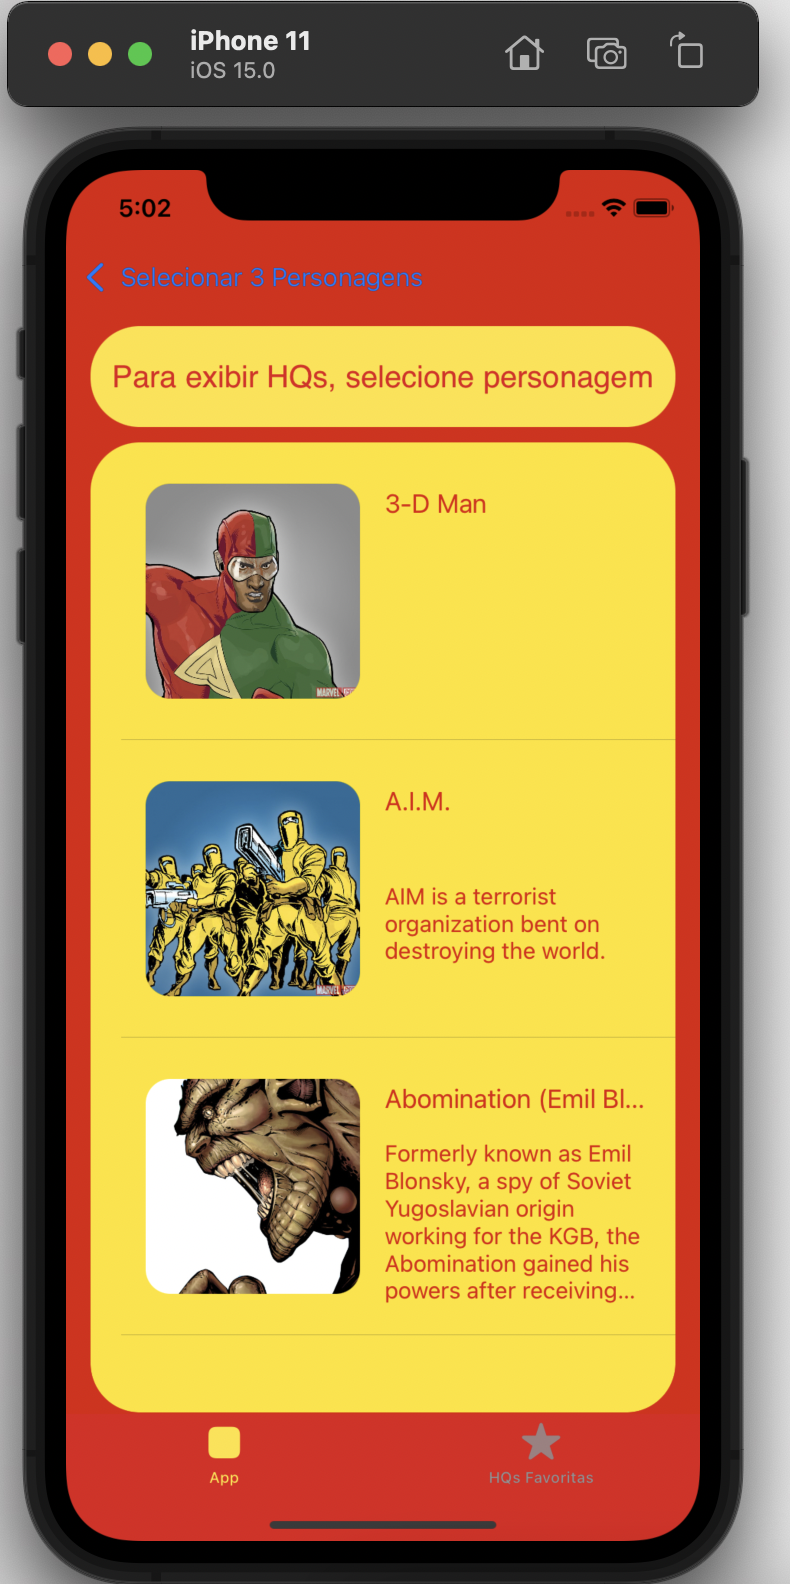 iPhone 11
iOS 15.0
5:02
Selecionar 3 Personagens
Para exibir HQs, selecione personagem
3-D Man
MARVEL
A.I.M.
AIM is a terrorist
organization bent on
destroying the world.
MARVEL
Abomination (Emil Bl...
Formerly known as Emil
Blonsky, a spy of Soviet
Yugoslavian origin
working for the KGB, the
Abomination gained his
powers after receiving...
App
HQs Favoritas